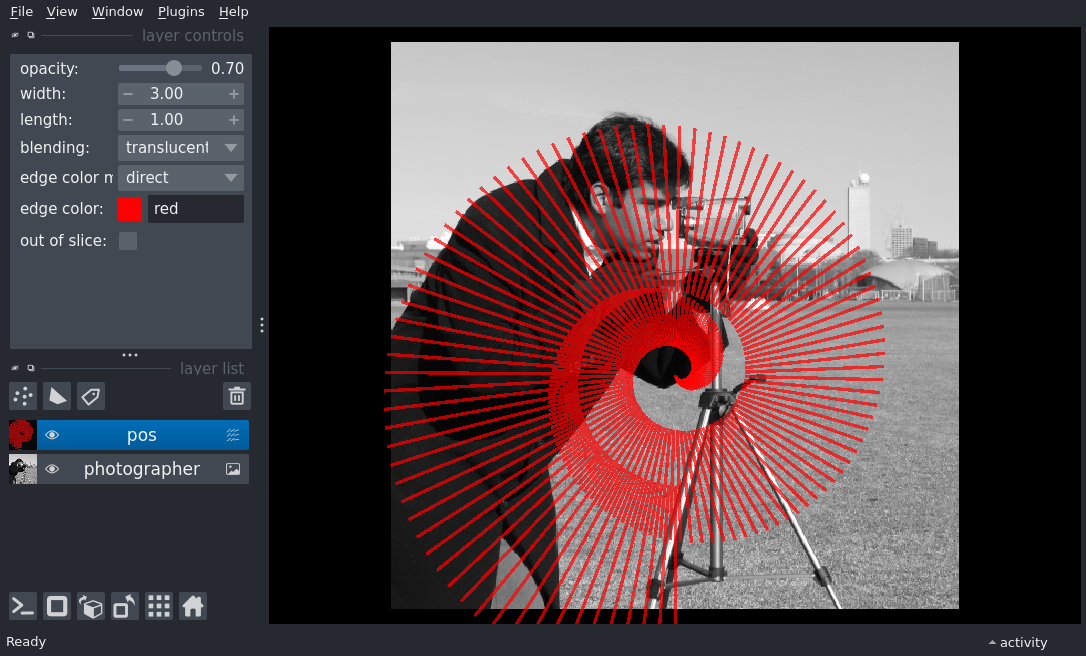 File View Window Plugins Help
layer controls
opacity: 0.70
width: 3.00
length: 1.00
blending: translucent
edge color m direct
edge color: red
out of slice:
layer list
pos
photographer
Ready
activity